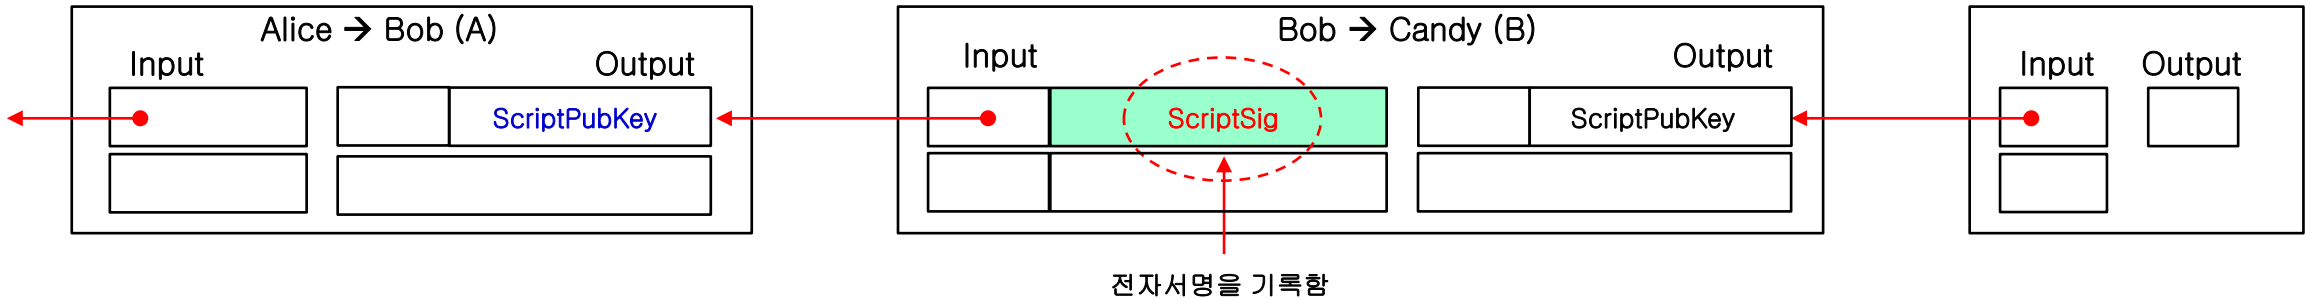 Alice → Bob (A)
Input
Output
ScriptPubKey
Bob → Candy (B)
Input
Output
ScriptSig
ScriptPubKey
Input
Output
전자서명을 기록함